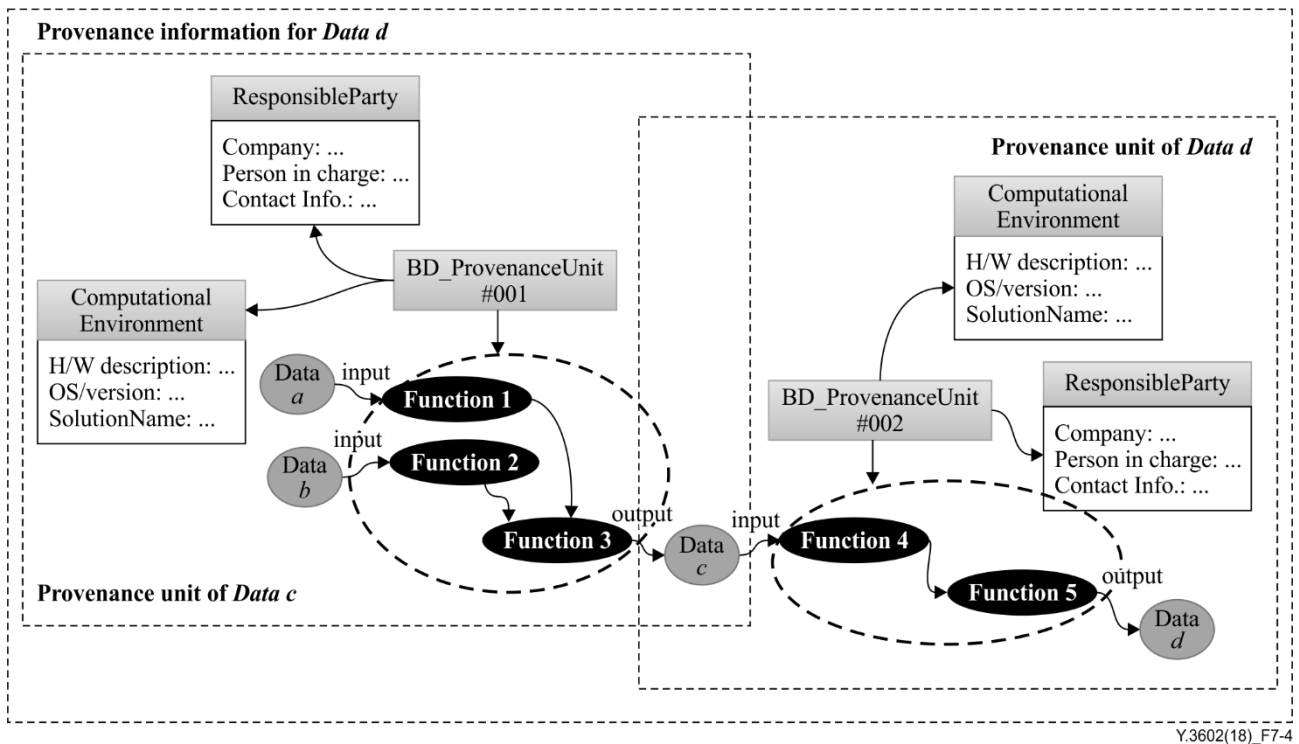 Provenance information for Data d
ResponsibleParty
Company: ...
Person in charge: ...
Contact Info.: ...
BD_ProvenanceUnit
#001
Computational
Environment
H/W description: ...
OS/version: ...
SolutionName: ...
Data
a
input
Function 1
Data
b
input
Function 2
Function 3
output
Data
c
Provenance unit of Data c
Provenance unit of Data d
Computational
Environment
H/W description: ...
OS/version: ...
SolutionName: ...
BD_ProvenanceUnit
#002
ResponsibleParty
Company: ...
Person in charge: ...
Contact Info.: ...
input
Function 4
Function 5
output
Data
d
Y.3602(18)_F7-4